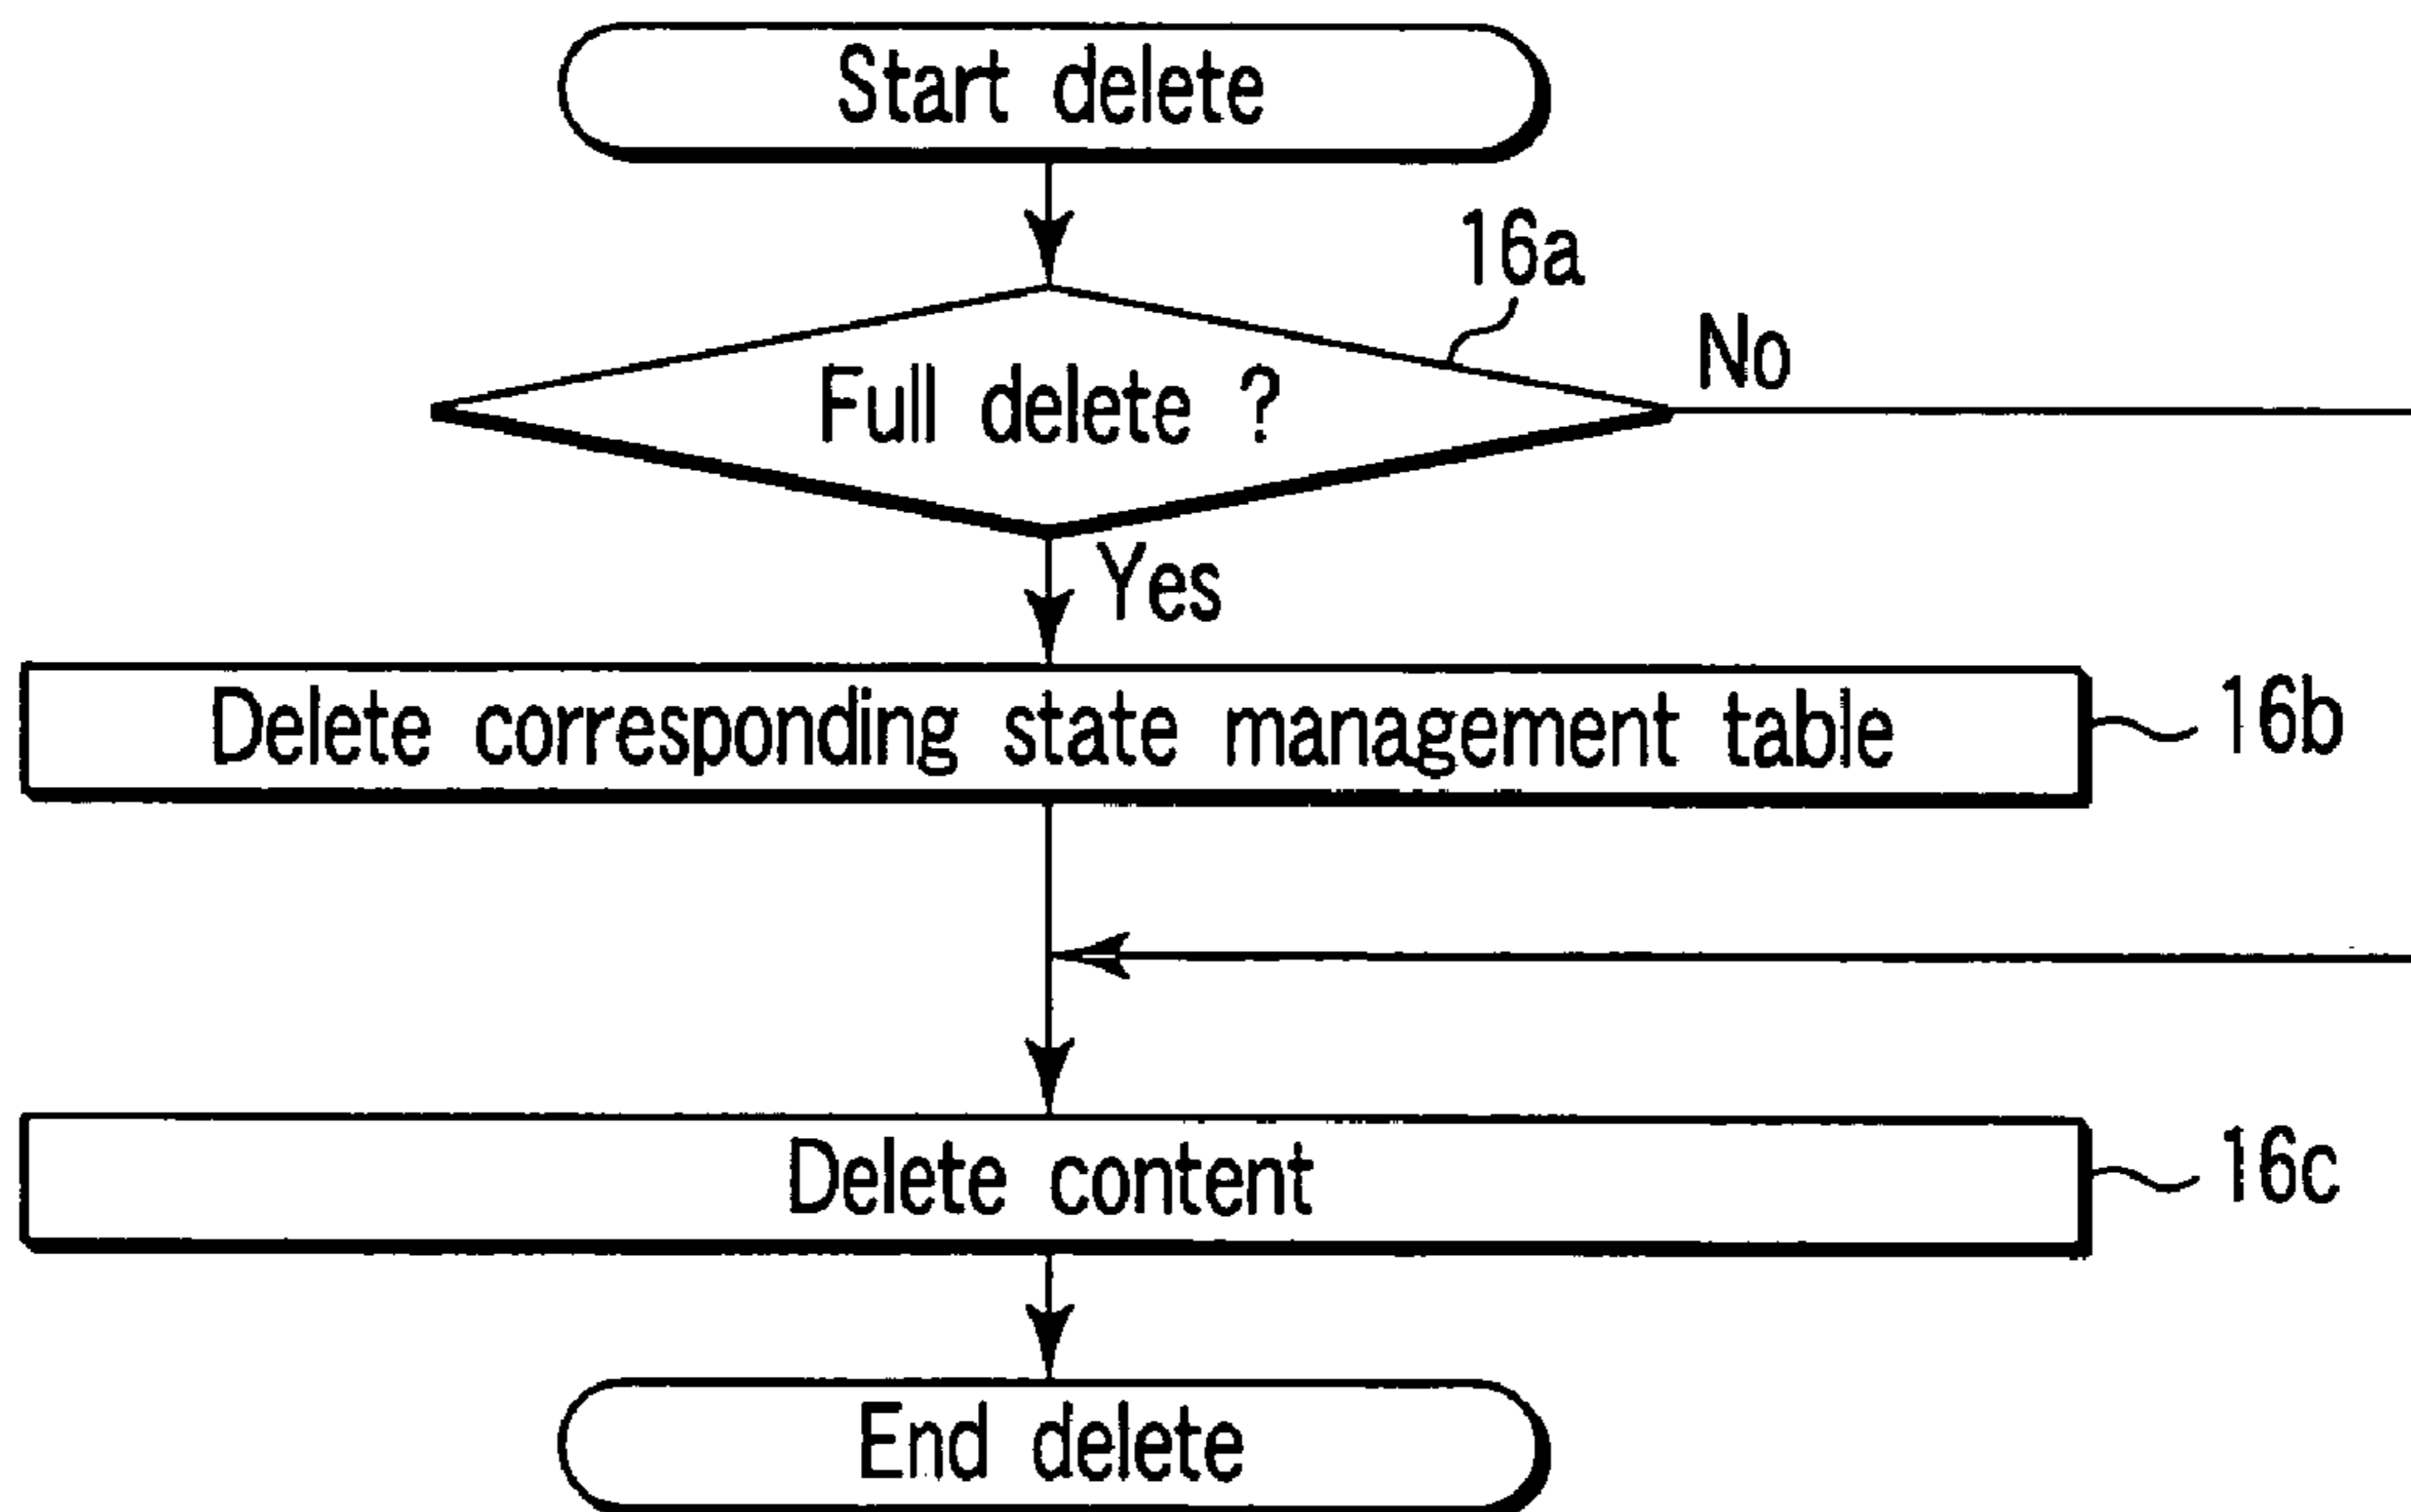 Start delete
16a
No
Full delete ?
Yes
Delete corresponding state management table
16b
Delete content
16c
End delete